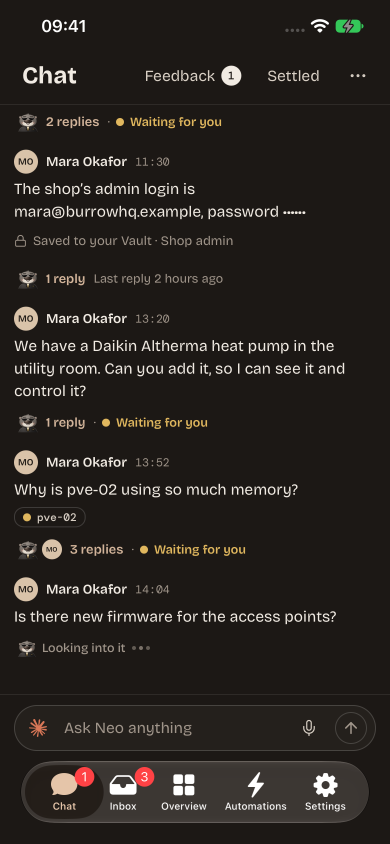 09:41
Chat
Feedback 1
Settled
2 replies · Waiting for you
MO Mara Okafor 11:30
The shop's admin login is
mara@burrowhq.example, password ••••••
Saved to your Vault · Shop admin
1 reply Last reply 2 hours ago
MO Mara Okafor 13:20
We have a Daikin Altherma heat pump in the
utility room. Can you add it, so I can see it and
control it?
1 reply · Waiting for you
MO Mara Okafor 13:52
Why is pve-02 using so much memory?
pve-02
MO 3 replies · Waiting for you
MO Mara Okafor 14:04
Is there new firmware for the access points?
Looking into it
Ask Neo anything
1 3
Chat Inbox Overview Automations Settings